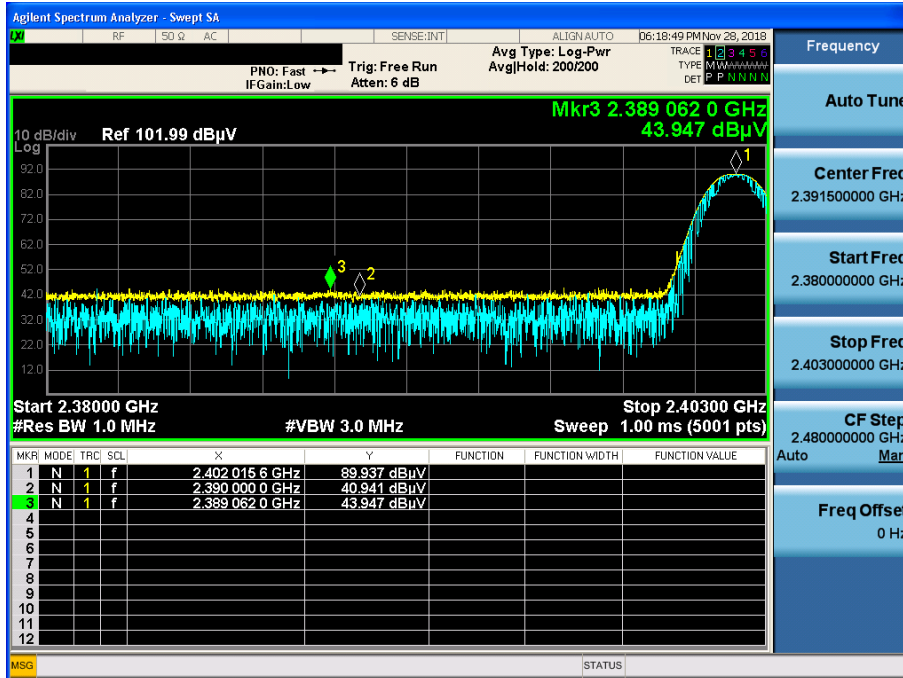 Agilent Spectrum Analyzer - Swept SA
LXI RF 50 Ω AC SENSE:INT ALIGN AUTO 06:18:49 PM Nov 28, 2018
PNO: Fast Trig: Free Run Avg Type: Log-Pwr TRACE 1 2 3 4 5 6
IFGain:Low Atten: 6 dB Avg|Hold: 200/200 TYPE M W W W W W
DET P P N N N N
Mkr3 2.389 062 0 GHz
43.947 dBµV
10 dB/div Ref 101.99 dBµV
Log
92.0
82.0
72.0
62.0
52.0
42.0
32.0
22.0
12.0
1
3
2
Start 2.38000 GHz Stop 2.40300 GHz
#Res BW 1.0 MHz #VBW 3.0 MHz Sweep 1.00 ms (5001 pts)
MKR MODE TRC SCL X Y FUNCTION FUNCTION WIDTH FUNCTION VALUE
1 N 1 f 2.402 015 6 GHz 89.937 dBµV
2 N 1 f 2.390 000 0 GHz 40.941 dBµV
3 N 1 f 2.389 062 0 GHz 43.947 dBµV
4
5
6
7
8
9
10
11
12
MSG STATUS
Frequency
Auto Tune
Center Freq
2.391500000 GHz
Start Freq
2.380000000 GHz
Stop Freq
2.403000000 GHz
CF Step
2.480000000 GHz
Auto Man
Freq Offset
0 Hz